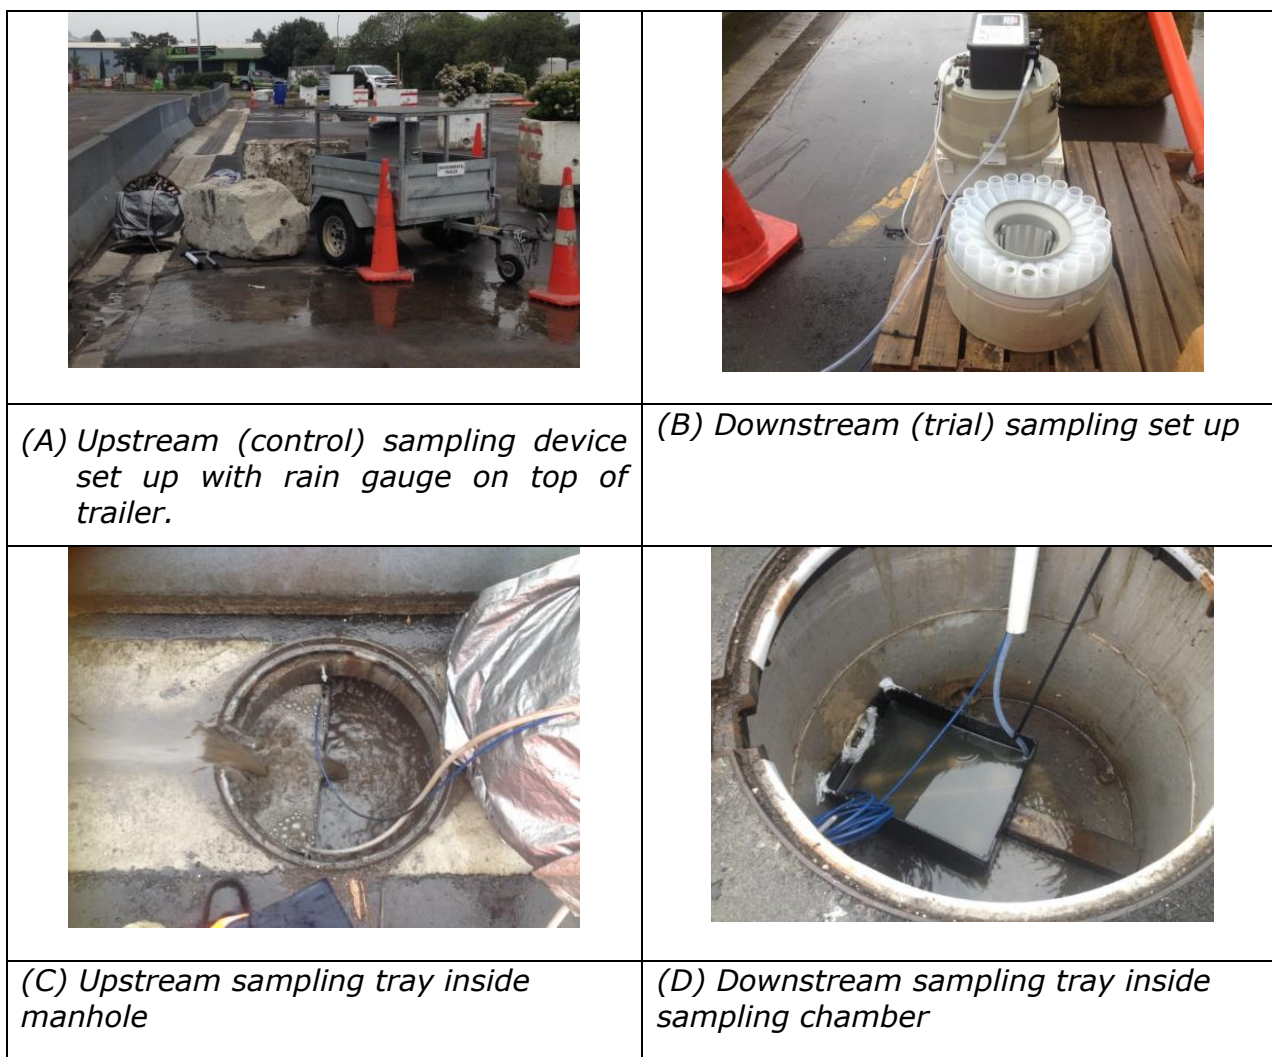 (A) Upstream (control) sampling device
set up with rain gauge on top of
trailer.
(B) Downstream (trial) sampling set up
(C) Upstream sampling tray inside
manhole
(D) Downstream sampling tray inside
sampling chamber